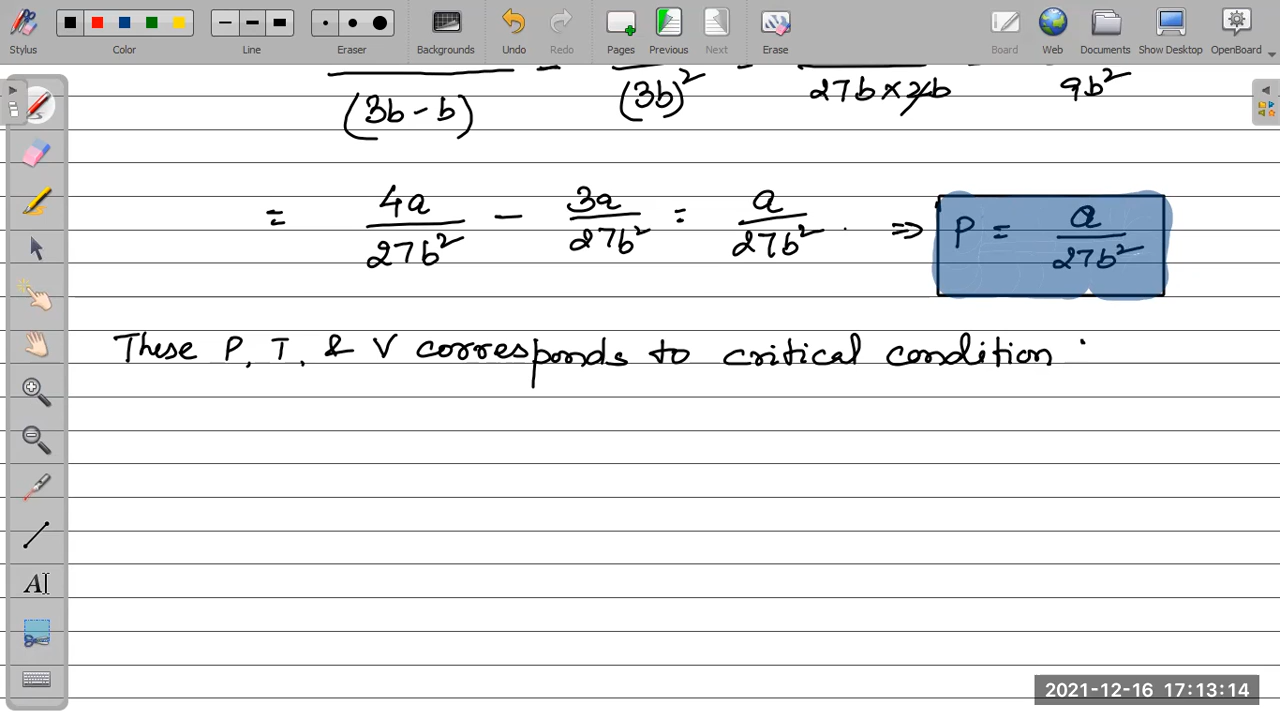 Stylus Color Line Eraser Backgrounds Undo Redo Pages Previous Next Erase Board Web Documents Show Desktop OpenBoard
(3b - b) (3b)² 27b × 2b 9b²
= 4a/27b² - 3a/27b² = a/27b² . ⇒ P = a/27b²
These P, T, & V corresponds to critical condition .
2021-12-16 17:13:14